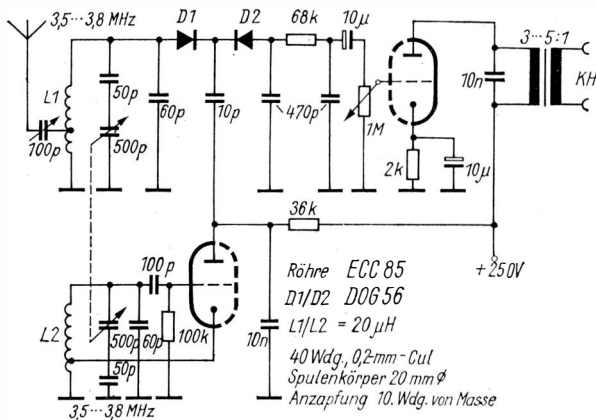 3,5···3,8 MHz
D1
D2
68k
10µ
3···5:1
L1
50p
60p
10p
470p
1M
10n
KH
100p
500p
2k
10µ
36k
+250V
100p
Röhre ECC 85
D1/D2 DOG 56
L1/L2 = 20µH
L2
500p
60p
100k
10n
50p
40 Wdg., 0,2-mm-CuL
Spulenkörper 20 mm ϕ
Anzapfung 10. Wdg. von Masse
3,5···3,8 MHz